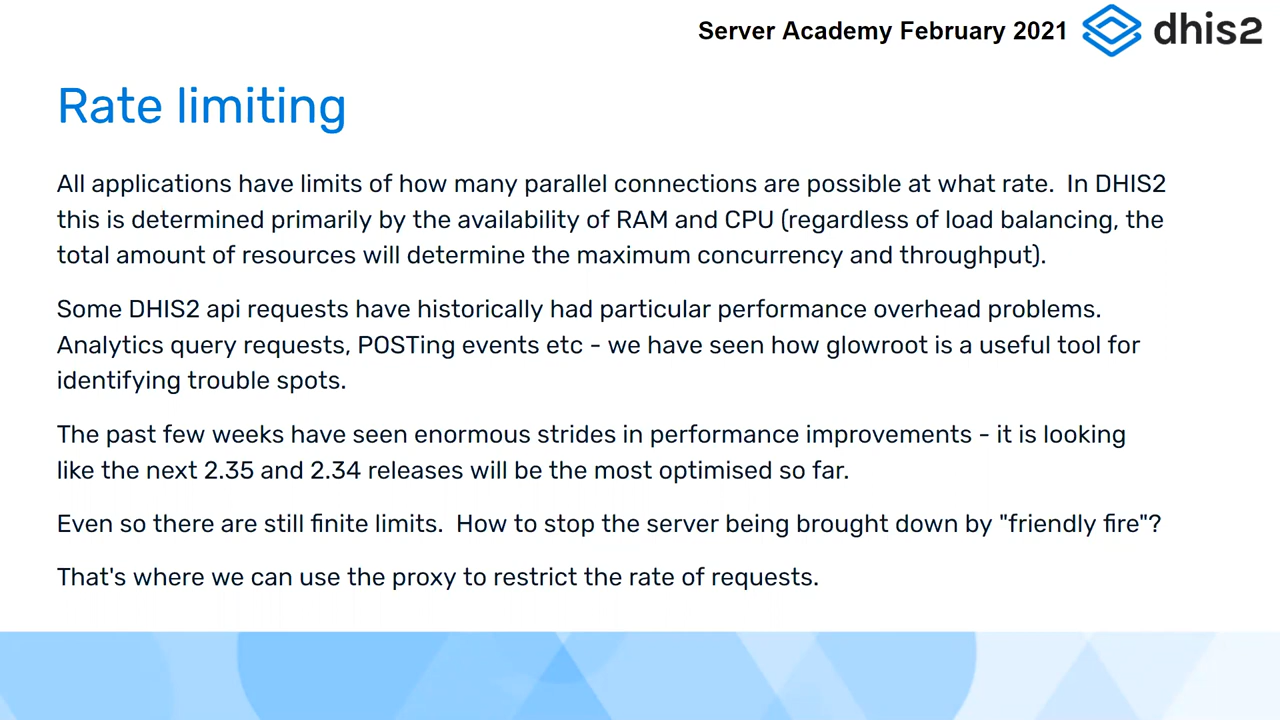 Server Academy February 2021
dhis2
Rate limiting
All applications have limits of how many parallel connections are possible at what rate.  In DHIS2
this is determined primarily by the availability of RAM and CPU (regardless of load balancing, the
total amount of resources will determine the maximum concurrency and throughput).
Some DHIS2 api requests have historically had particular performance overhead problems.
Analytics query requests, POSTing events etc - we have seen how glowroot is a useful tool for
identifying trouble spots.
The past few weeks have seen enormous strides in performance improvements - it is looking
like the next 2.35 and 2.34 releases will be the most optimised so far.
Even so there are still finite limits.  How to stop the server being brought down by "friendly fire"?
That's where we can use the proxy to restrict the rate of requests.